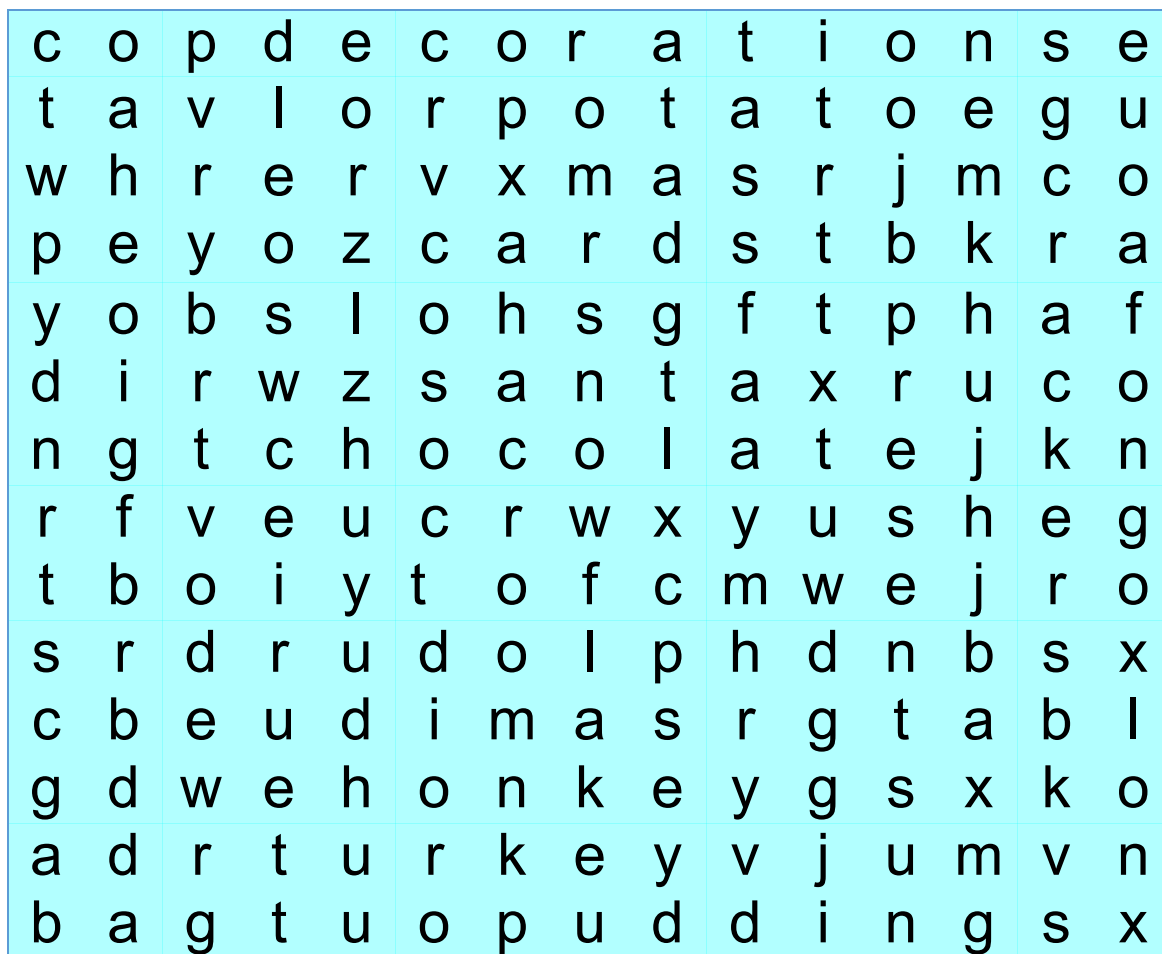 c o p d e c o r a t i o n s e
t a v l o r p o t a t o e g u
w h r e r v x m a s r j m c o
p e y o z c a r d s t b k r a
y o b s l o h s g f t p h a f
d i r w z s a n t a x r u c o
n g t c h o c o l a t e j k n
r f v e u c r w x y u s h e g
t b o i y t o f c m w e j r o
s r d r u d o l p h d n b s x
c b e u d i m a s r g t a b l
g d w e h o n k e y g s x k o
a d r t u r k e y v j u m v n
b a g t u o p u d d i n g s x